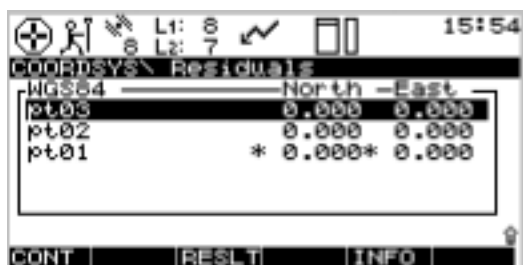 L1: 8 15:54
8 L2: 7
COORDSYS\ Residuals
WGS84 North East
pt03 0.000 0.000
pt02 0.000 0.000
pt01 * 0.000* 0.000
CONT RESLT INFO